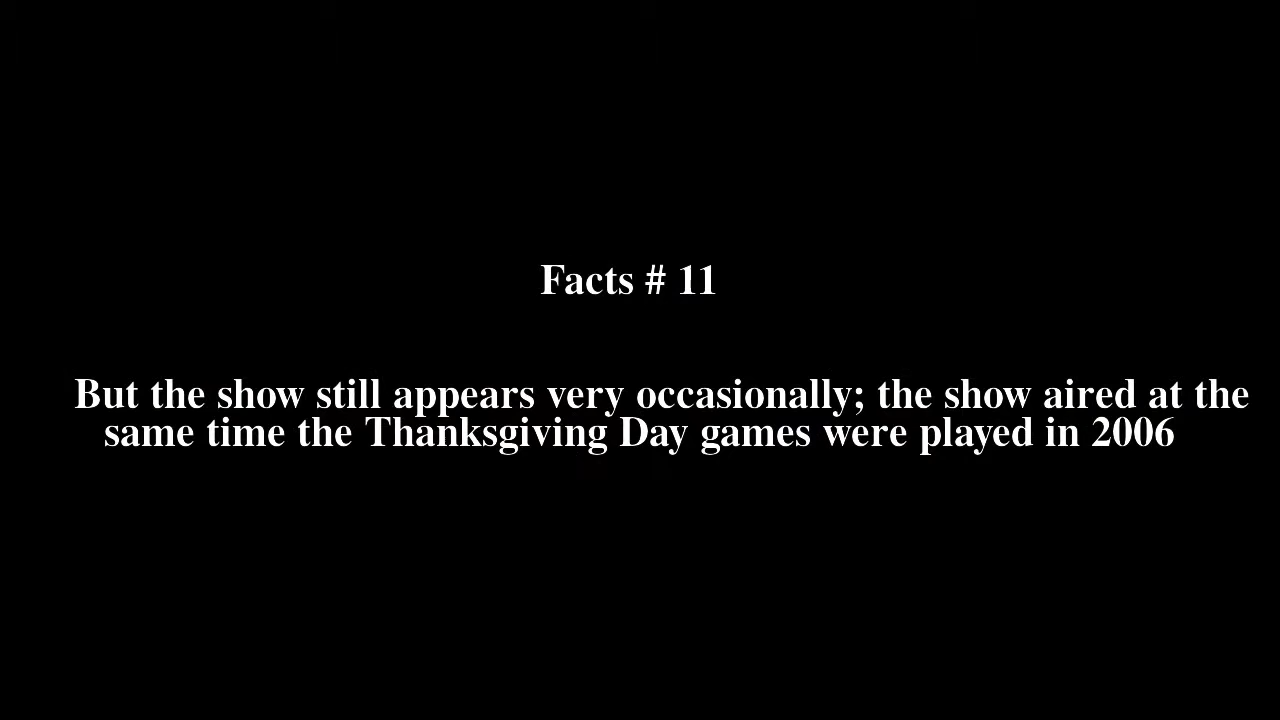 Facts # 11
But the show still appears very occasionally; the show aired at the
same time the Thanksgiving Day games were played in 2006